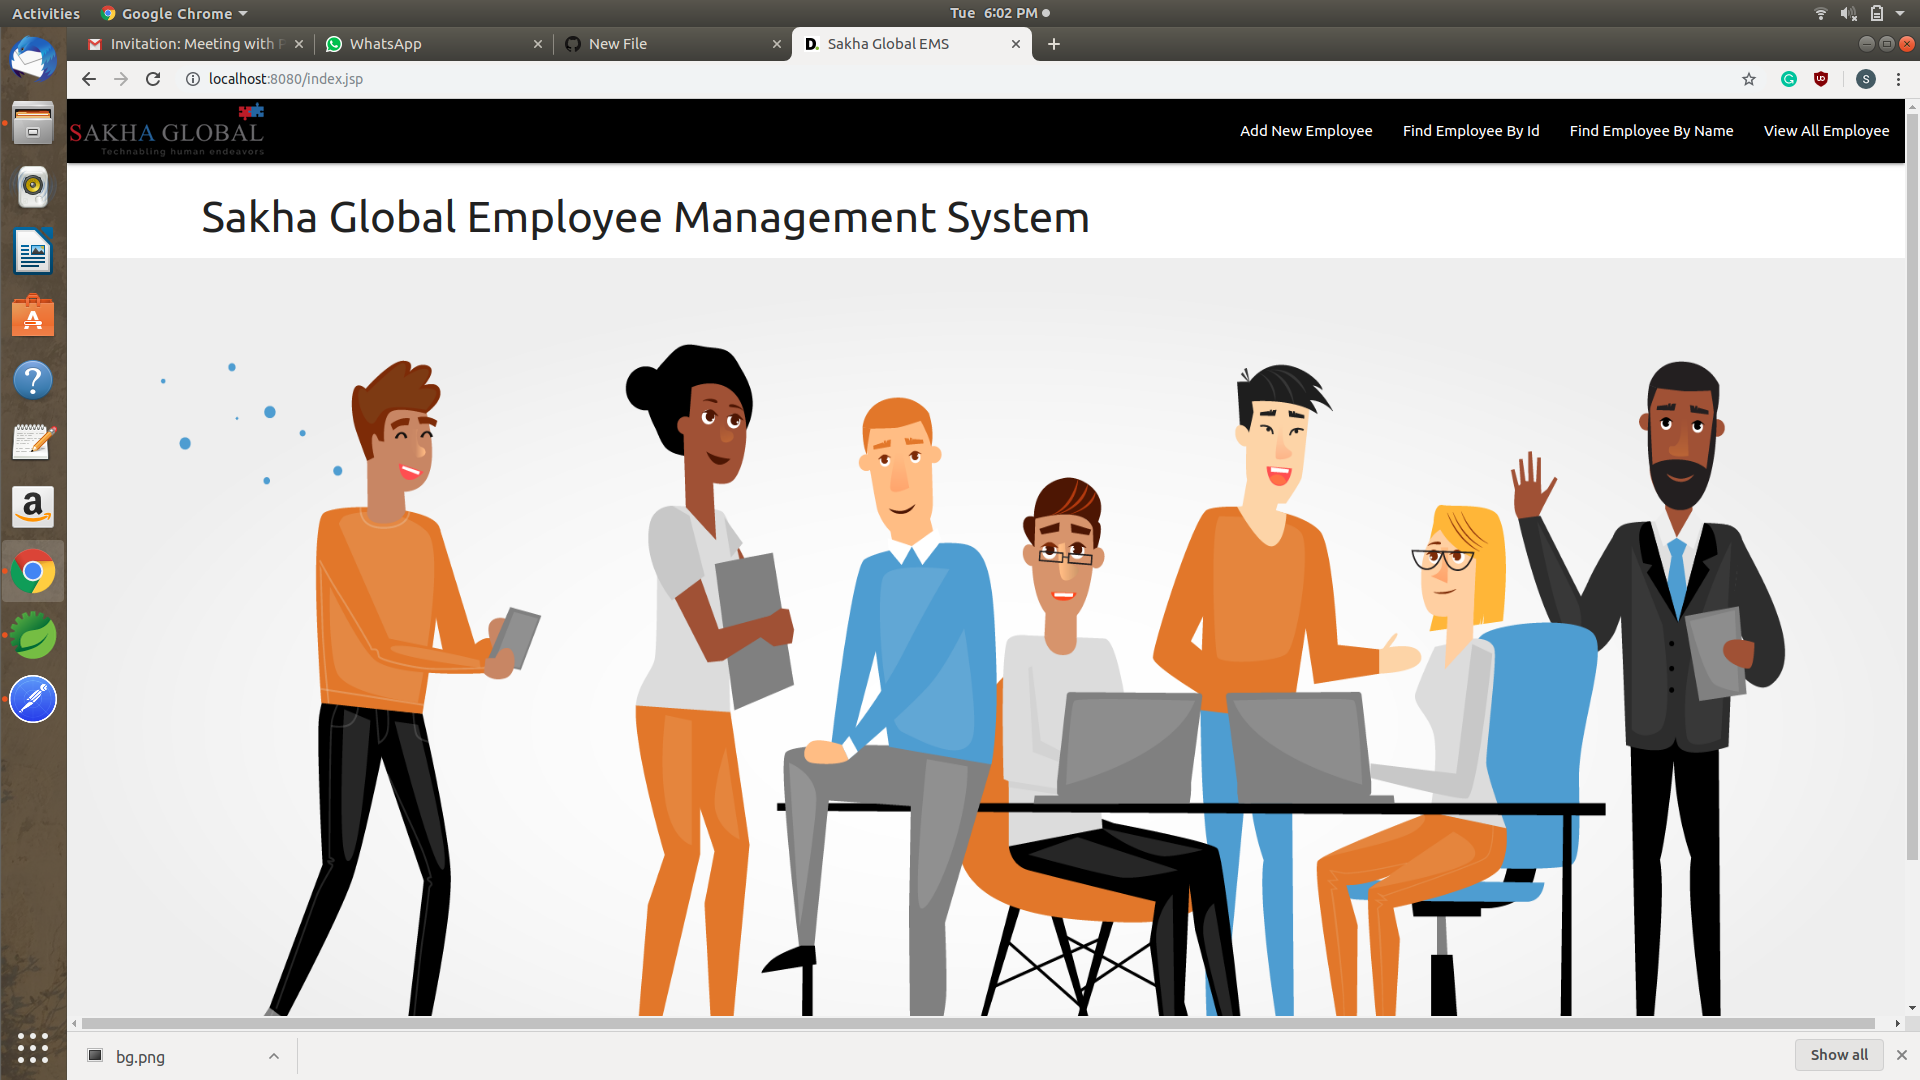 Activities Google Chrome Tue 6:02 PM
Invitation: Meeting with WhatsApp New File D. Sakha Global EMS
localhost:8080/index.jsp S
SAKHA GLOBAL
Technabling human endeavors
Add New Employee Find Employee By Id Find Employee By Name View All Employee
Sakha Global Employee Management System
bg.png Show all